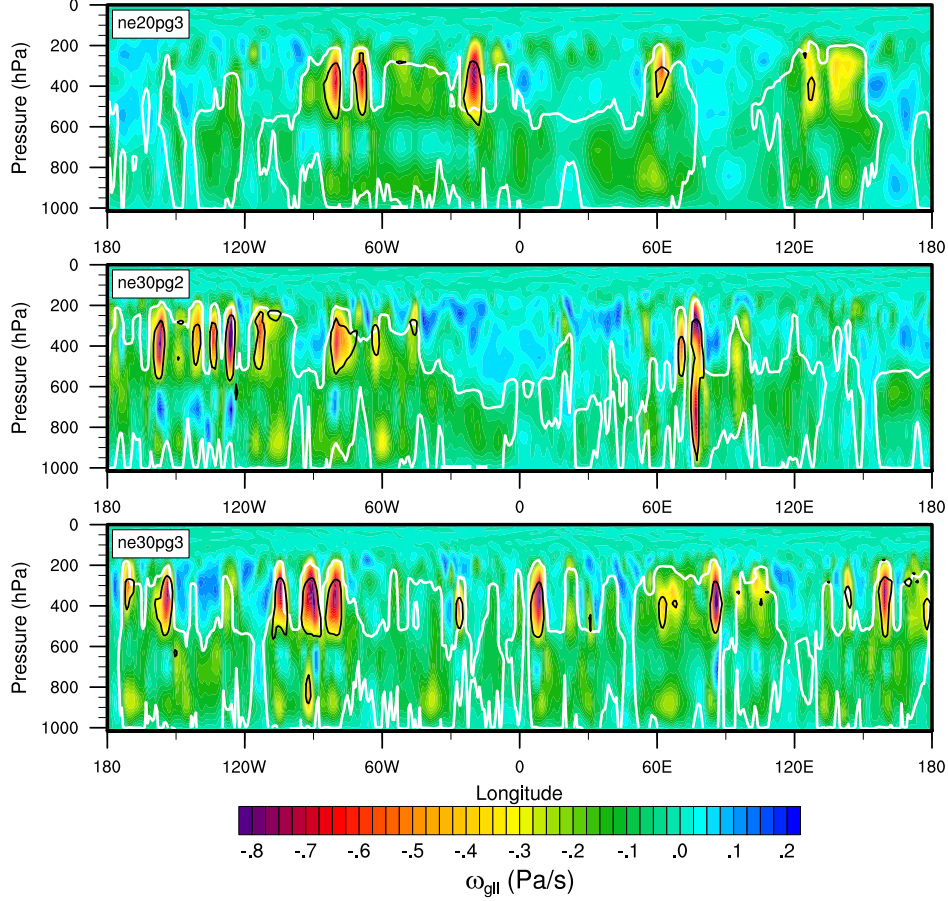 ne20pg3
0
200
400
600
800
1000
Pressure (hPa)
180 120W 60W 0 60E 120E 180
ne30pg2
0
200
400
600
800
1000
Pressure (hPa)
180 120W 60W 0 60E 120E 180
ne30pg3
0
200
400
600
800
1000
Pressure (hPa)
180 120W 60W 0 60E 120E 180
Longitude
-.8 -.7 -.6 -.5 -.4 -.3 -.2 -.1 .0 .1 .2
ωgll (Pa/s)